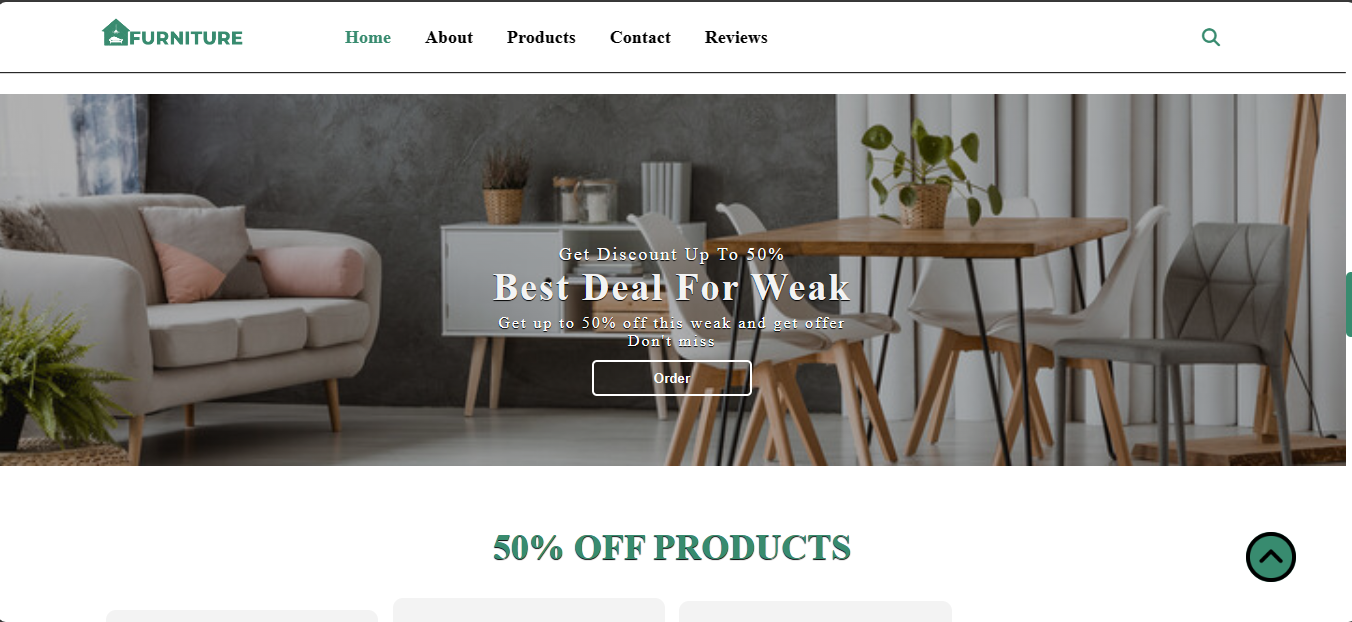 FURNITURE
Home About Products Contact Reviews
Get Discount Up To 50%
Best Deal For Weak
Get up to 50% off this weak and get offer
Don't miss
Order
50% OFF PRODUCTS